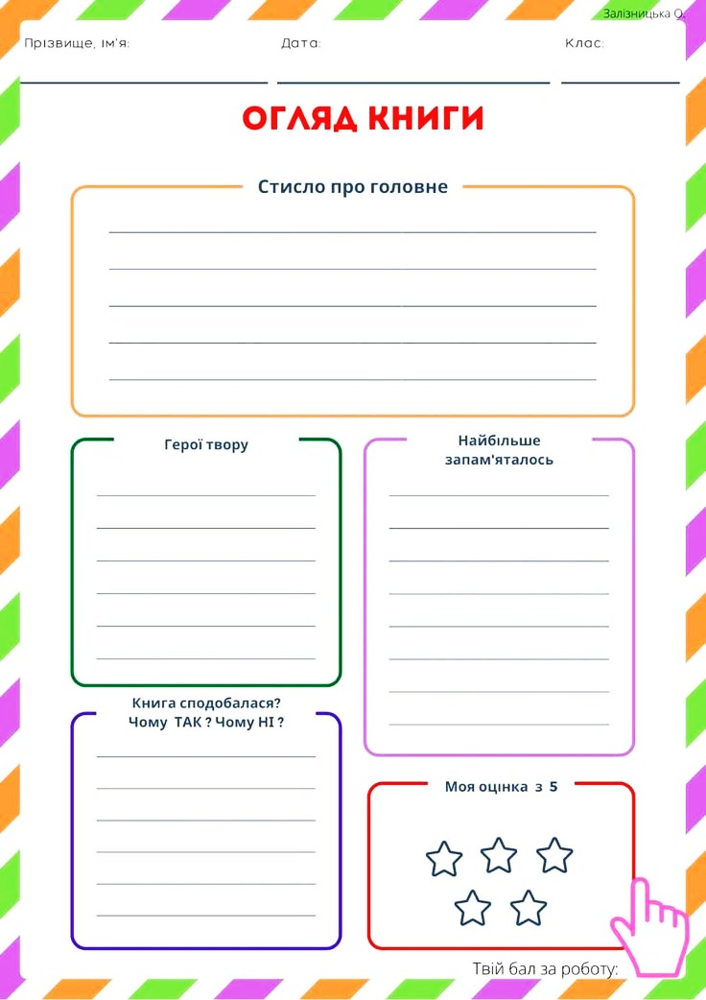 Залізницька О.
Прізвище, ім'я:
Дата:
Клас:
ОГЛЯД КНИГИ
Стисло про головне
Герої твору
Найбільше
запам'яталось
Книга сподобалася?
Чому ТАК ? Чому НІ ?
Моя оцінка з 5
Твій бал за роботу: